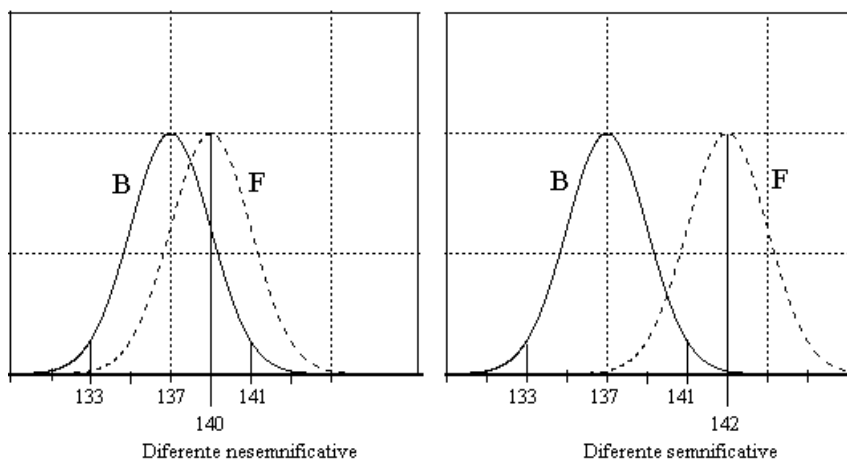 B F
133 137 141
140
Diferente nesemnificative
B F
133 137 141
142
Diferente semnificative